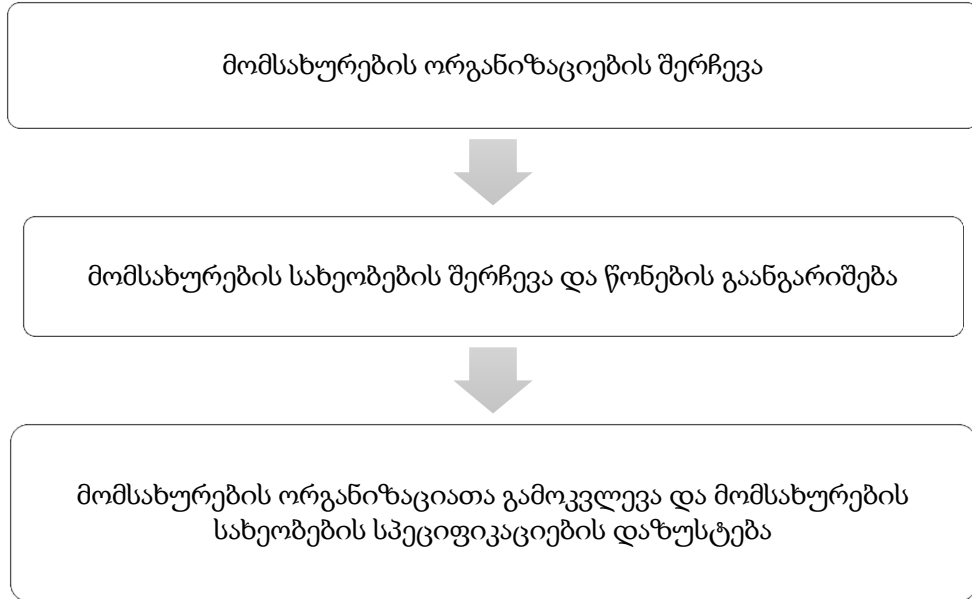 მომსახურების ორგანიზაციების შერჩევა
მომსახურების სახეობების შერჩევა და წონების გაანგარიშება
მომსახურების ორგანიზაციათა გამოკვლევა და მომსახურების
სახეობების სპეციფიკაციების დაზუსტება